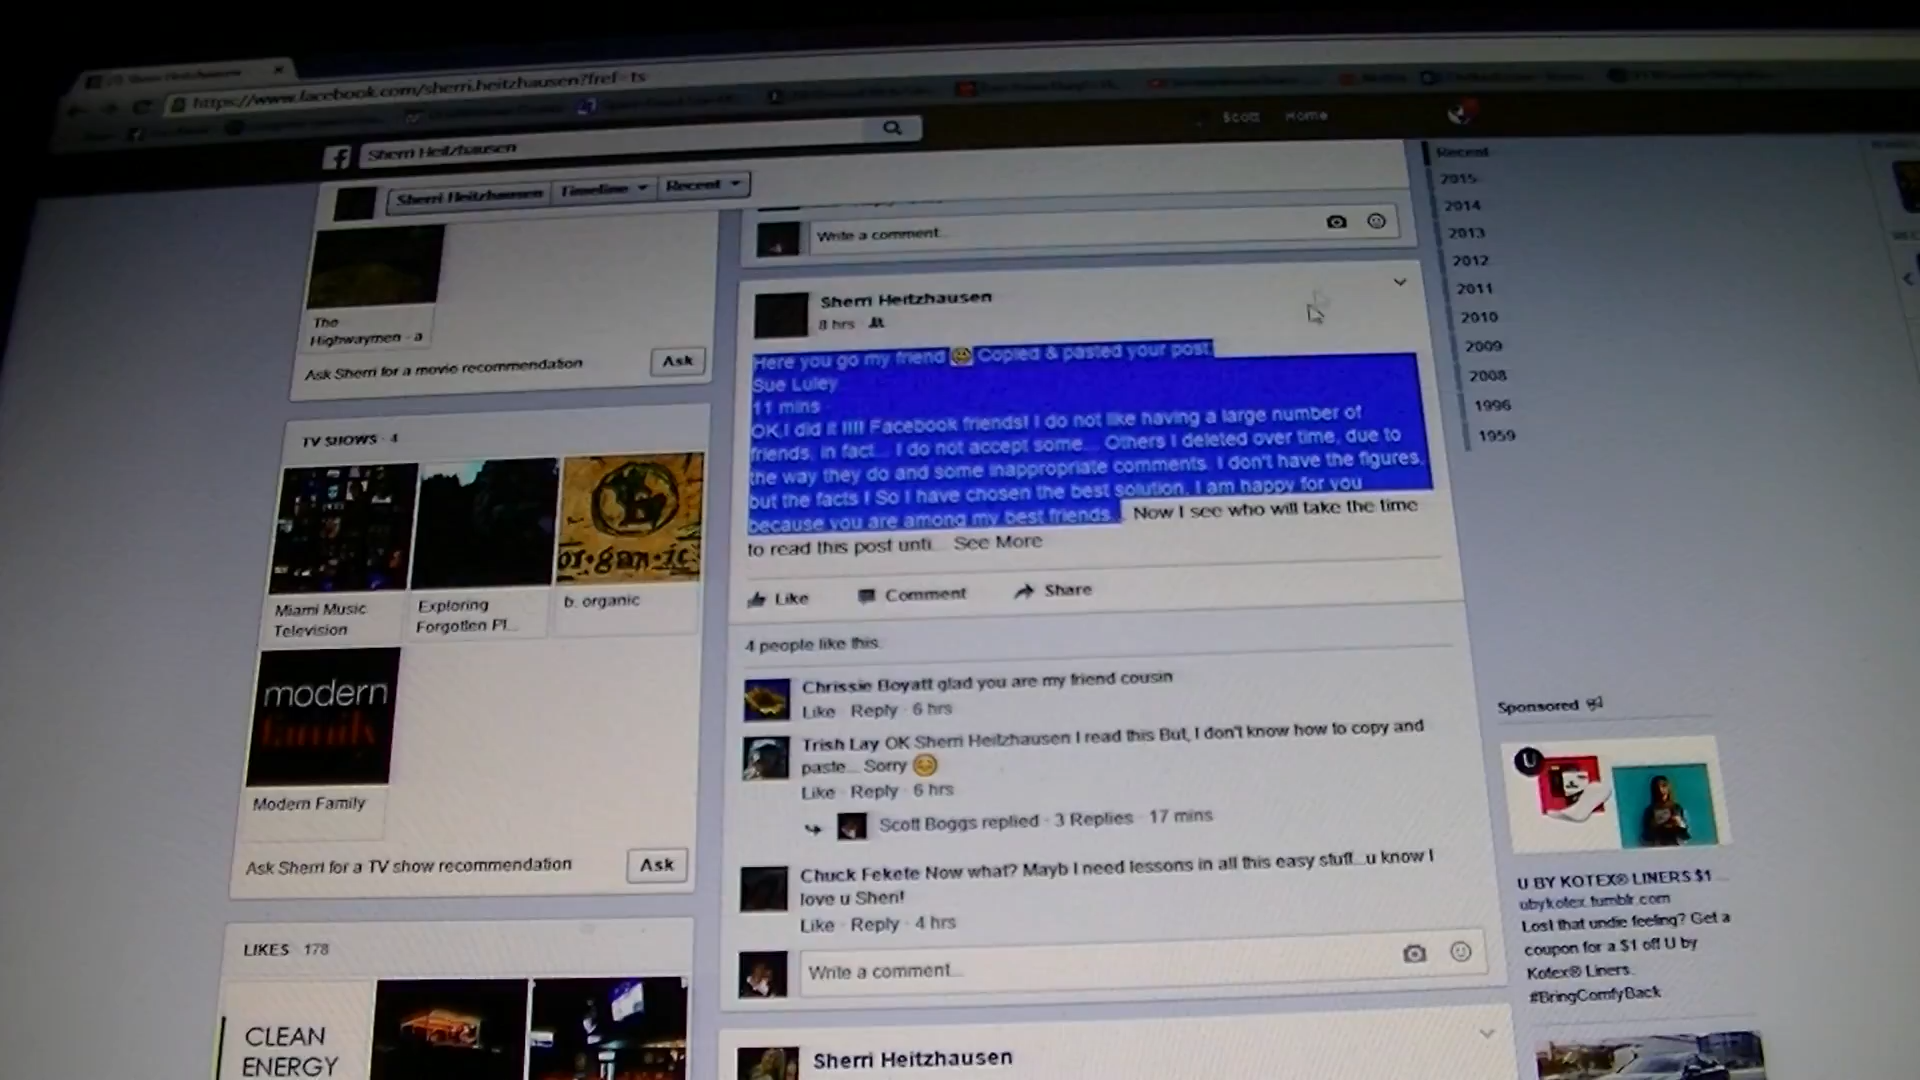 https://www.facebook.com/sherri.heitzhausen?fref=ts
Sherri Heitzhausen
Scott Home
Sherri Heitzhausen Timeline Recent
The
Highwaymen - a
Ask Sherri for a movie recommendation Ask
TV SHOWS · 4
Miami Music
Television
Exploring
Forgotten Pl...
or·gan·ic
b. organic
modern
family
Modern Family
Ask Sherri for a TV show recommendation Ask
LIKES · 178
CLEAN
ENERGY
Write a comment...
Sherri Heitzhausen
8 hrs
Here you go my friend 😊 Copied & pasted your post.
Sue Luley
11 mins
OK,I did it !!!! Facebook friends! I do not like having a large number of
friends, in fact... I do not accept some... Others I deleted over time, due to
the way they do and some inappropriate comments. I don't have the figures,
but the facts ! So I have chosen the best solution. I am happy for you
because you are among my best friends... Now I see who will take the time
to read this post unti... See More
Like Comment Share
4 people like this.
Chrissie Boyatt glad you are my friend cousin
Like · Reply · 6 hrs
Trish Lay OK Sherri Heitzhausen I read this But, I don't know how to copy and
paste... Sorry 😊
Like · Reply · 6 hrs
Scott Boggs replied · 3 Replies · 17 mins
Chuck Fekete Now what? Mayb I need lessons in all this easy stuff...u know I
love u Sheri!
Like · Reply · 4 hrs
Write a comment...
Sherri Heitzhausen
Recent
2015
2014
2013
2012
2011
2010
2009
2008
1996
1959
Sponsored
U
U BY KOTEX® LINERS $1 ...
ubykotex.tumblr.com
Lost that undie feeling? Get a
coupon for a $1 off U by
Kotex® Liners.
#BringComfyBack